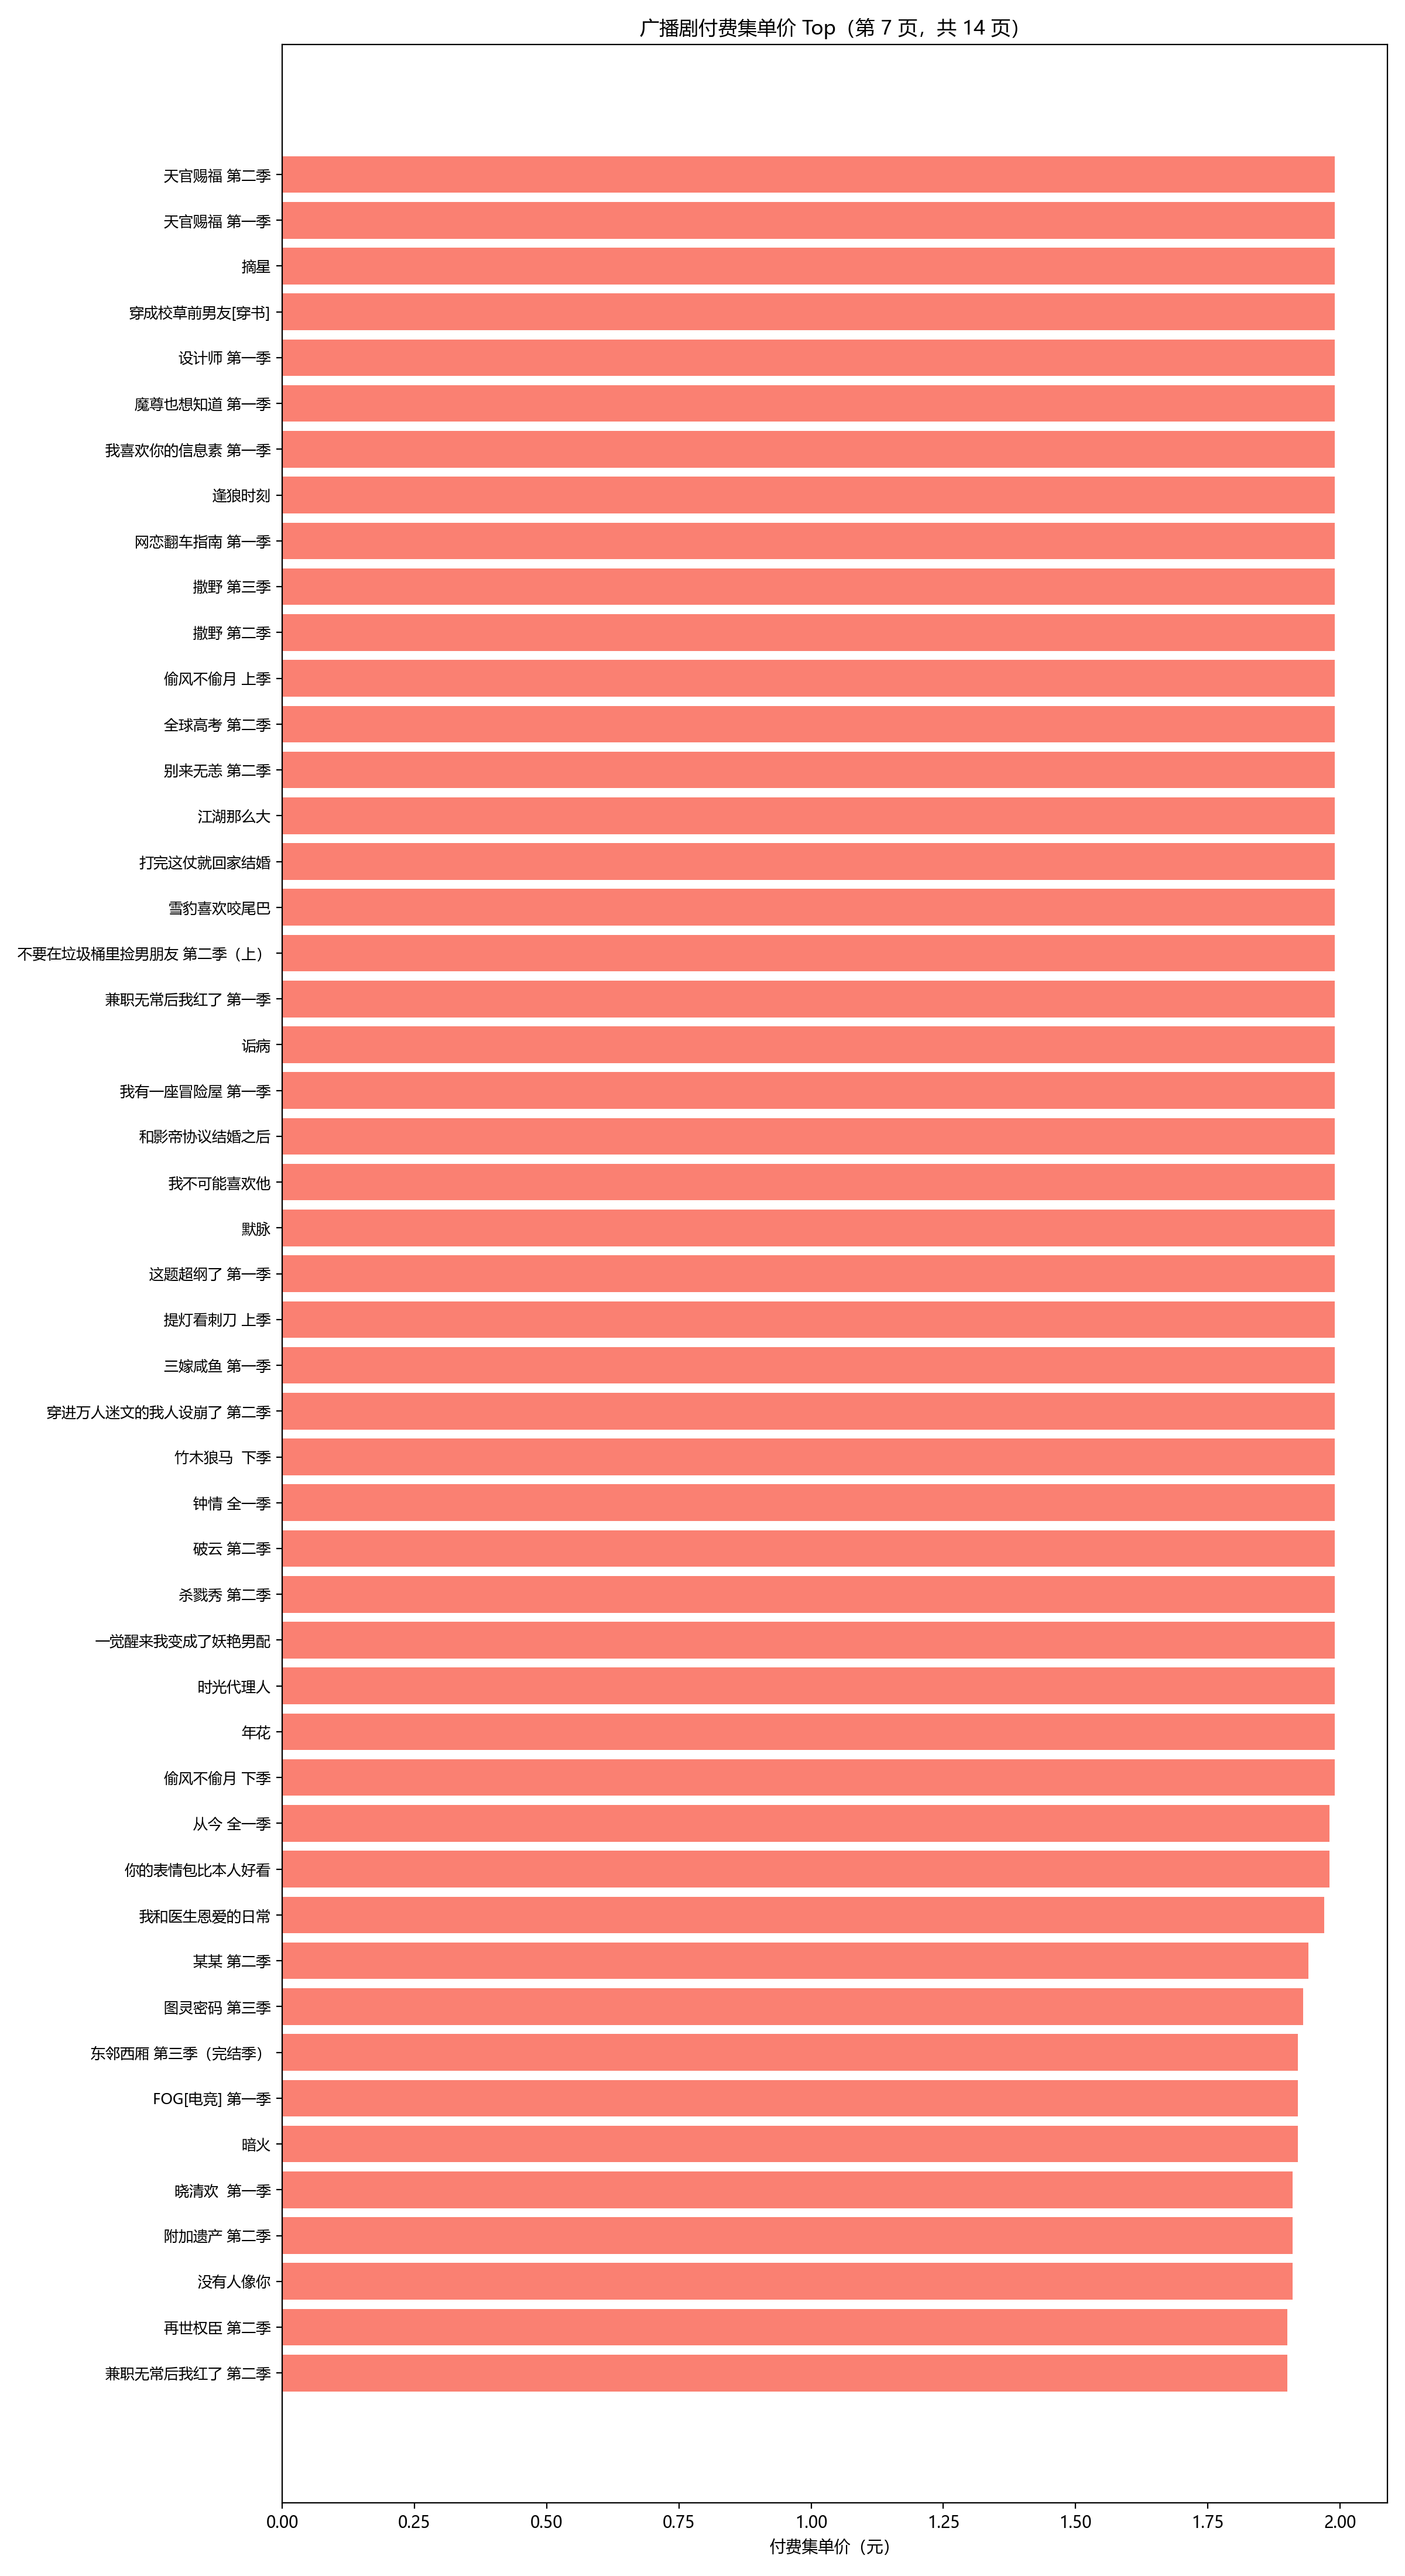 广播剧付费集单价 Top（第 7 页，共 14 页）
天官赐福 第二季
天官赐福 第一季
摘星
穿成校草前男友[穿书]
设计师 第一季
魔尊也想知道 第一季
我喜欢你的信息素 第一季
逢狼时刻
网恋翻车指南 第一季
撒野 第三季
撒野 第二季
偷风不偷月 上季
全球高考 第二季
别来无恙 第二季
江湖那么大
打完这仗就回家结婚
雪豹喜欢咬尾巴
不要在垃圾桶里捡男朋友 第二季（上）
兼职无常后我红了 第一季
诟病
我有一座冒险屋 第一季
和影帝协议结婚之后
我不可能喜欢他
默脉
这题超纲了 第一季
提灯看刺刀 上季
三嫁咸鱼 第一季
穿进万人迷文的我人设崩了 第二季
竹木狼马  下季
钟情 全一季
破云 第二季
杀戮秀 第二季
一觉醒来我变成了妖艳男配
时光代理人
年花
偷风不偷月 下季
从今 全一季
你的表情包比本人好看
我和医生恩爱的日常
某某 第二季
图灵密码 第三季
东邻西厢 第三季（完结季）
FOG[电竞] 第一季
暗火
晓清欢  第一季
附加遗产 第二季
没有人像你
再世权臣 第二季
兼职无常后我红了 第二季
0.00 0.25 0.50 0.75 1.00 1.25 1.50 1.75 2.00
付费集单价（元）